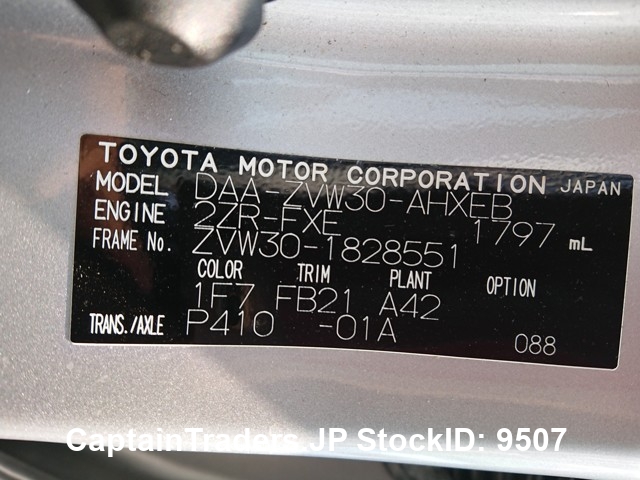 TOYOTA MOTOR CORPORATION JAPAN
MODEL DAA-ZVW30-AHXEB
ENGINE 2ZR-FXE 1797 mL
FRAME No. ZVW30-1828551
COLOR TRIM PLANT OPTION
1F7 FB21 A42
TRANS./AXLE P410 -01A
088
CaptainTraders.JP StockID: 9507